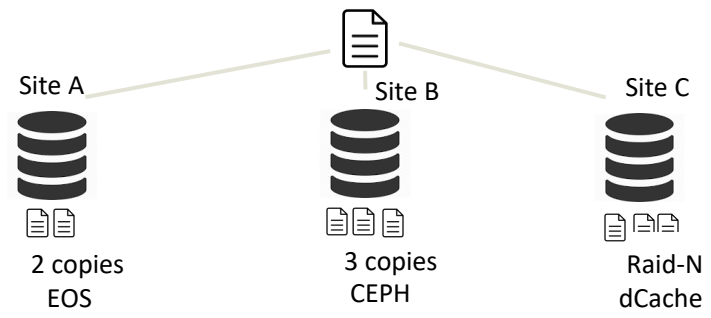 Site A
Site B
Site C
2 copies
EOS
3 copies
CEPH
Raid-N
dCache